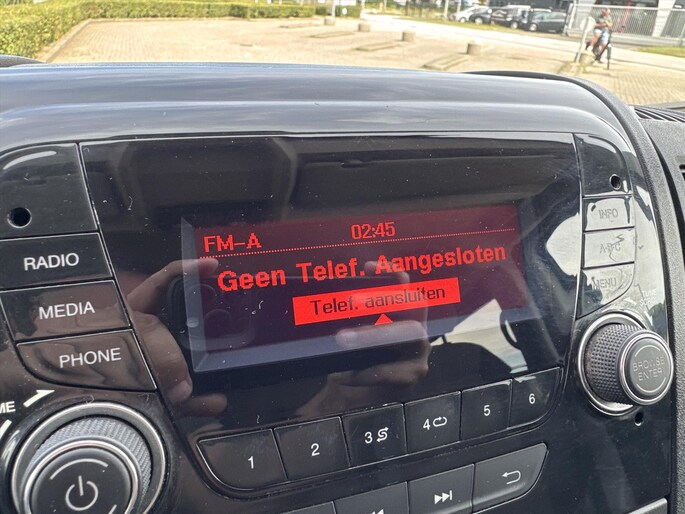 FM-A 02:45
Geen Telef. Aangesloten
Telef. aansluiten
RADIO
MEDIA
PHONE
INFO
A-B-C
MENU
BROWSE
ENTER
1 2 3 4 5 6